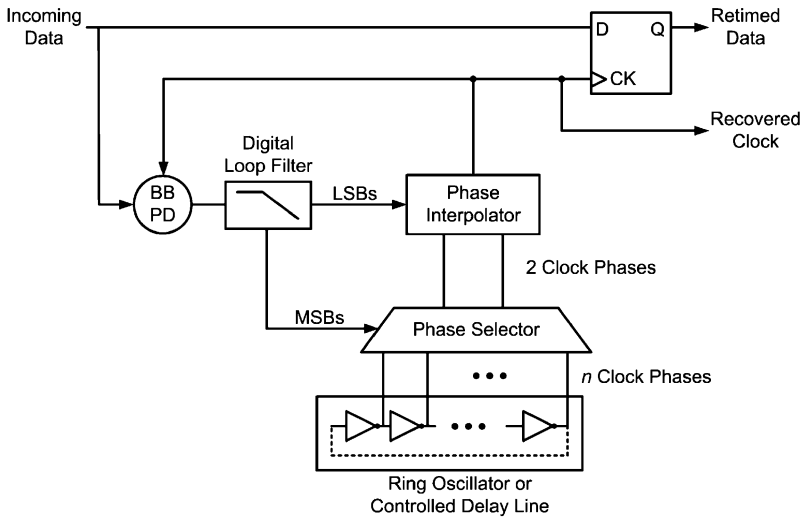 Incoming
Data
D
Q
Retimed
Data
CK
Recovered
Clock
Digital
Loop Filter
BB
PD
LSBs
Phase
Interpolator
2 Clock Phases
MSBs
Phase Selector
n Clock Phases
Ring Oscillator or
Controlled Delay Line